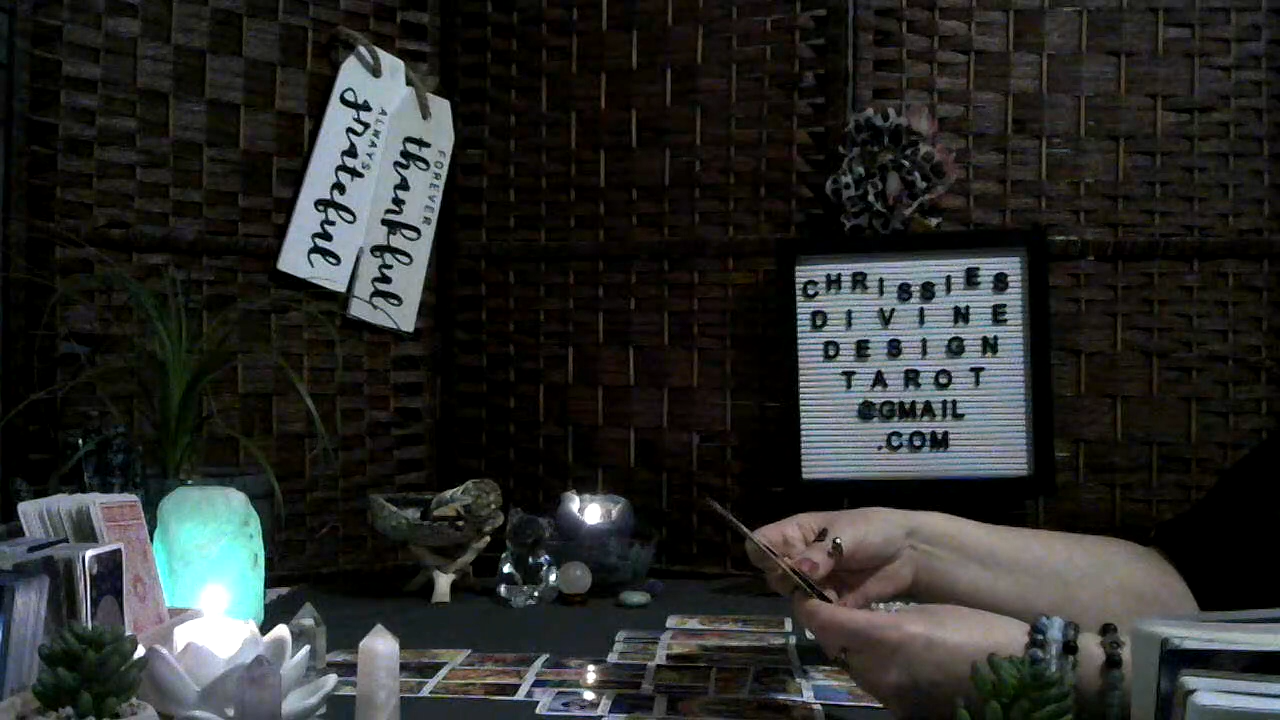 ALWAYS
grateful
FOREVER
thankful
CHRISSIES
DIVINE
DESIGN
TAROT
@GMAIL
.COM